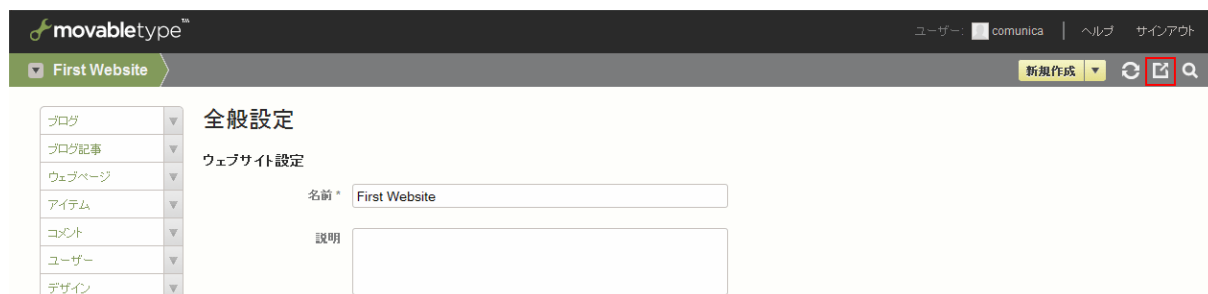 movabletype™ ユーザー: comunica ヘルプ サインアウト
First Website 新規作成
ブログ
ブログ記事
ウェブページ
アイテム
コメント
ユーザー
デザイン
全般設定
ウェブサイト設定
名前 * First Website
説明